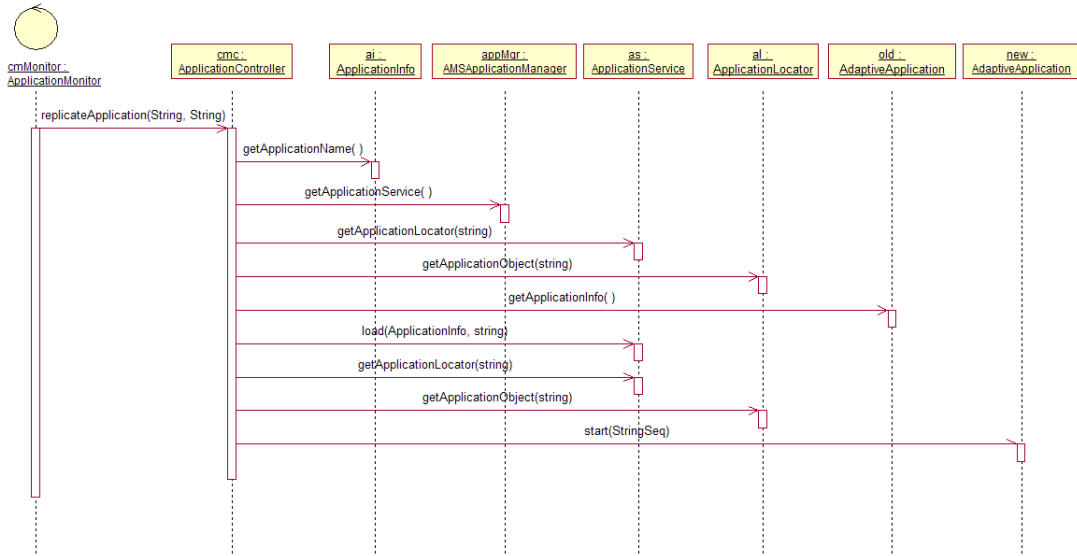 cmMonitor :
ApplicationMonitor
cmc :
ApplicationController
ai :
ApplicationInfo
appMgr :
AMSApplicationManager
as :
ApplicationService
al :
ApplicationLocator
old :
AdaptiveApplication
new :
AdaptiveApplication
replicateApplication(String, String)
getApplicationName( )
getApplicationService( )
getApplicationLocator(string)
getApplicationObject(string)
getApplicationInfo( )
load(ApplicationInfo, string)
getApplicationLocator(string)
getApplicationObject(string)
start(StringSeq)